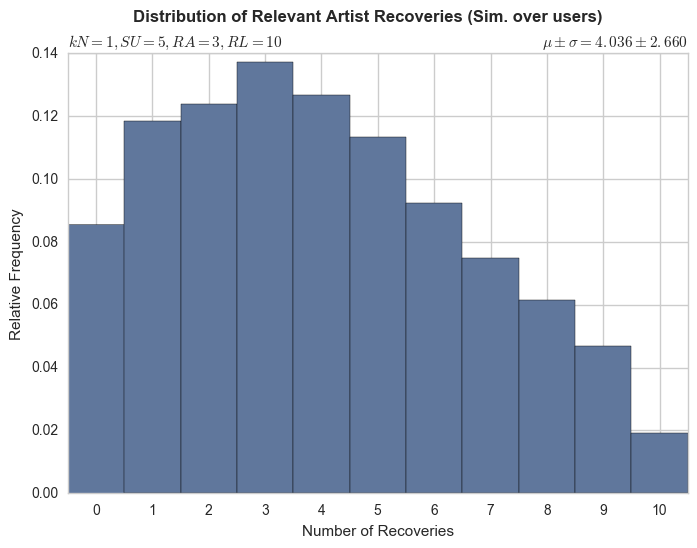 Distribution of Relevant Artist Recoveries (Sim. over users)
kN = 1, SU = 5, RA = 3, RL = 10
μ ± σ = 4.036 ± 2.660
0.14
0.12
0.10
0.08
0.06
0.04
0.02
0.00
Relative Frequency
0 1 2 3 4 5 6 7 8 9 10
Number of Recoveries